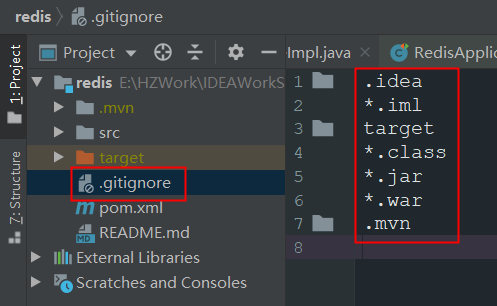 redis .gitignore
Project Impl.java RedisApplic
1: Project
Z: Structure
redis E:\HZWork\IDEAWorkS
.mvn
src
target
.gitignore
pom.xml
README.md
External Libraries
Scratches and Consoles
1 .idea
2 *.iml
3 target
4 *.class
5 *.jar
6 *.war
7 .mvn
8